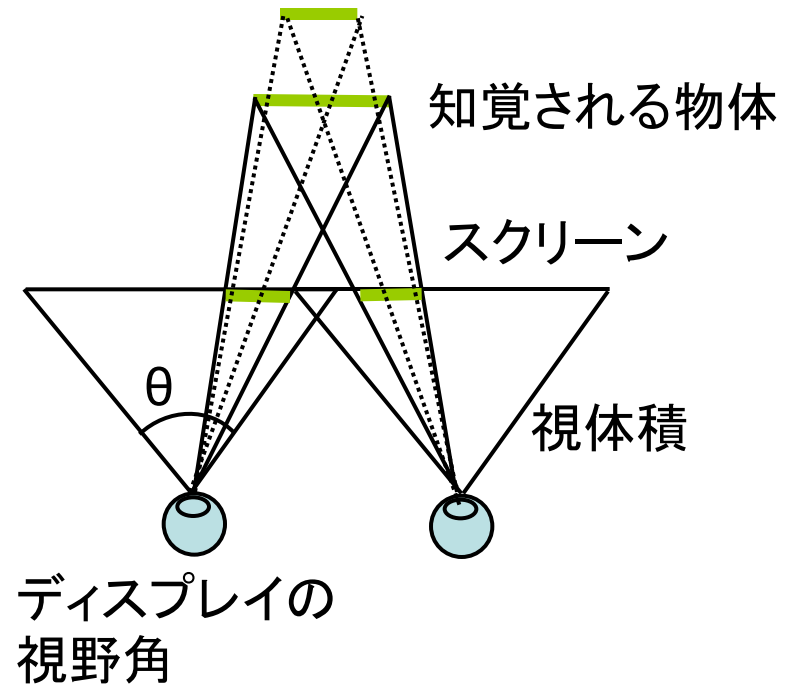 知覚される物体
スクリーン
θ
視体積
ディスプレイの
視野角